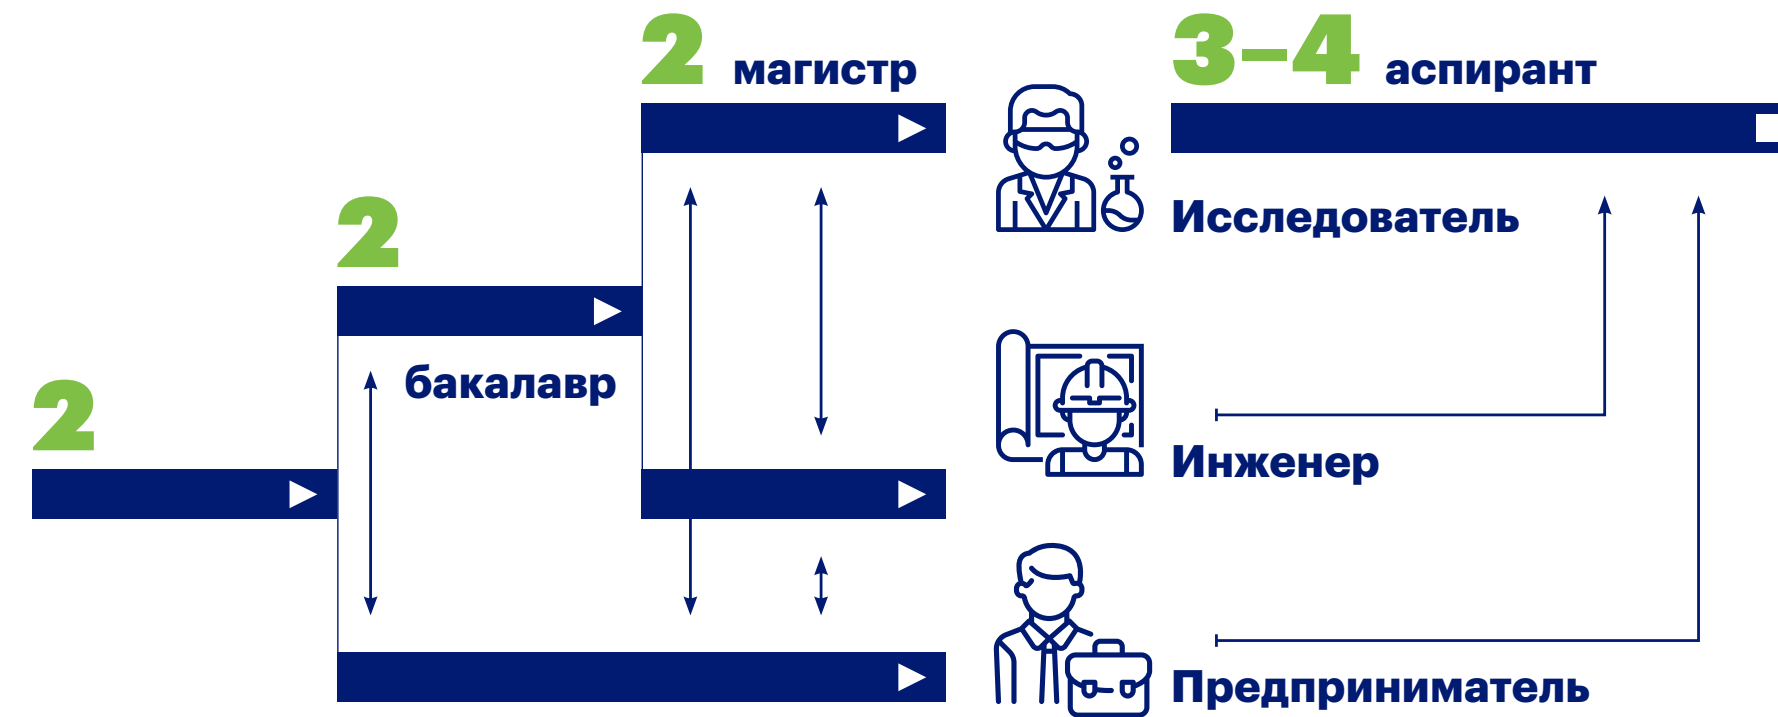 2 магистр
3–4 аспирант
2
Исследователь
бакалавр
2
Инженер
Предприниматель